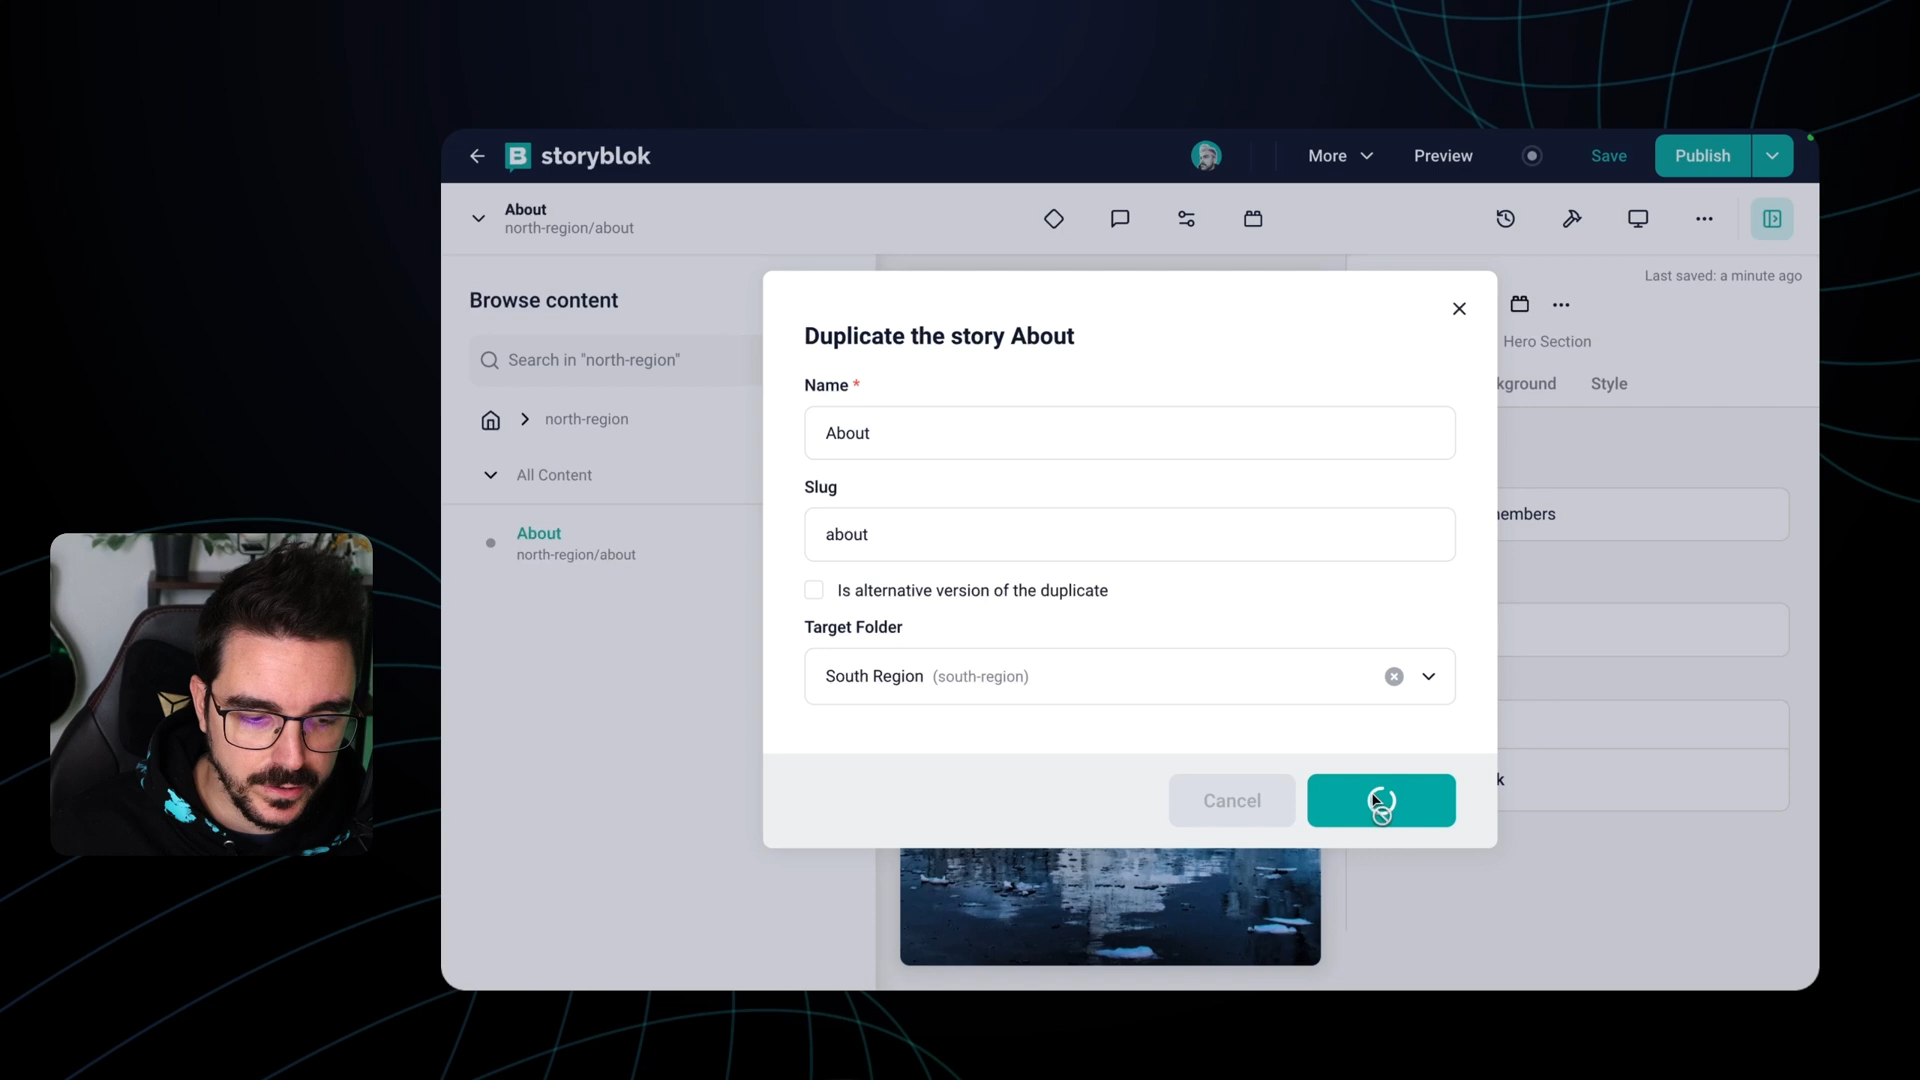 storyblok
More
Preview
Save
Publish
About
north-region/about
Last saved: a minute ago
Browse content
Search in "north-region"
north-region
All Content
About
north-region/about
Duplicate the story About
Name *
About
Slug
about
Is alternative version of the duplicate
Target Folder
South Region (south-region)
Cancel
Hero Section
kground
Style
embers
k